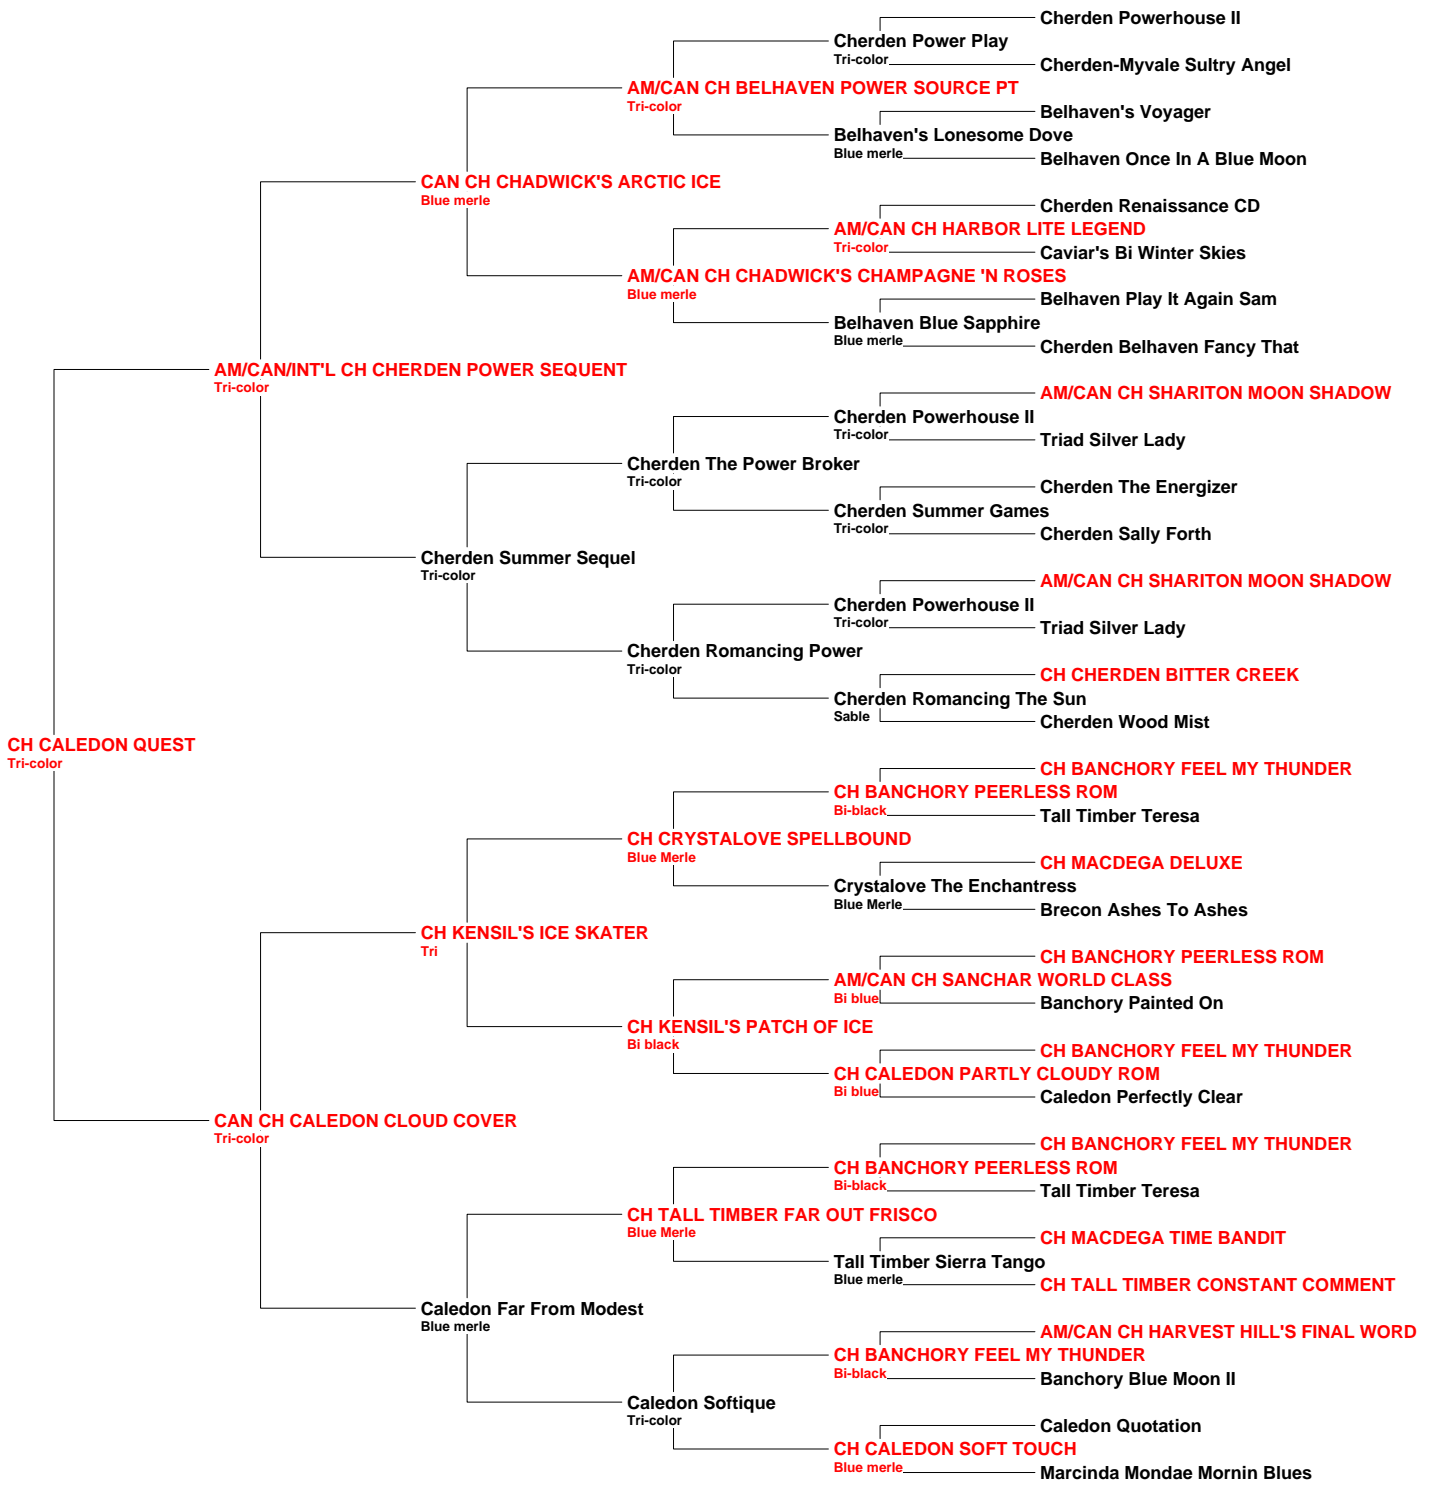 Cherden Powerhouse II
Cherden Power Play
Tri-color
Cherden-Myvale Sultry Angel
AM/CAN CH BELHAVEN POWER SOURCE PT
Tri-color
Belhaven's Voyager
Belhaven's Lonesome Dove
Blue merle
Belhaven Once In A Blue Moon
CAN CH CHADWICK'S ARCTIC ICE
Blue merle
Cherden Renaissance CD
AM/CAN CH HARBOR LITE LEGEND
Tri-color
Caviar's Bi Winter Skies
AM/CAN CH CHADWICK'S CHAMPAGNE 'N ROSES
Blue merle
Belhaven Play It Again Sam
Belhaven Blue Sapphire
Blue merle
Cherden Belhaven Fancy That
AM/CAN/INT'L CH CHERDEN POWER SEQUENT
Tri-color
AM/CAN CH SHARITON MOON SHADOW
Cherden Powerhouse II
Tri-color
Triad Silver Lady
Cherden The Power Broker
Tri-color
Cherden The Energizer
Cherden Summer Games
Tri-color
Cherden Sally Forth
Cherden Summer Sequel
Tri-color
AM/CAN CH SHARITON MOON SHADOW
Cherden Powerhouse II
Tri-color
Triad Silver Lady
Cherden Romancing Power
Tri-color
CH CHERDEN BITTER CREEK
Cherden Romancing The Sun
Sable
Cherden Wood Mist
CH CALEDON QUEST
Tri-color
CH BANCHORY FEEL MY THUNDER
CH BANCHORY PEERLESS ROM
Bi-black
Tall Timber Teresa
CH CRYSTALOVE SPELLBOUND
Blue Merle
CH MACDEGA DELUXE
Crystalove The Enchantress
Blue Merle
Brecon Ashes To Ashes
CH KENSIL'S ICE SKATER
Tri
CH BANCHORY PEERLESS ROM
AM/CAN CH SANCHAR WORLD CLASS
Bi blue
Banchory Painted On
CH KENSIL'S PATCH OF ICE
Bi black
CH BANCHORY FEEL MY THUNDER
CH CALEDON PARTLY CLOUDY ROM
Bi blue
Caledon Perfectly Clear
CAN CH CALEDON CLOUD COVER
Tri-color
CH BANCHORY FEEL MY THUNDER
CH BANCHORY PEERLESS ROM
Bi-black
Tall Timber Teresa
CH TALL TIMBER FAR OUT FRISCO
Blue Merle
CH MACDEGA TIME BANDIT
Tall Timber Sierra Tango
Blue merle
CH TALL TIMBER CONSTANT COMMENT
Caledon Far From Modest
Blue merle
AM/CAN CH HARVEST HILL'S FINAL WORD
CH BANCHORY FEEL MY THUNDER
Bi-black
Banchory Blue Moon II
Caledon Softique
Tri-color
Caledon Quotation
CH CALEDON SOFT TOUCH
Blue merle
Marcinda Mondae Mornin Blues